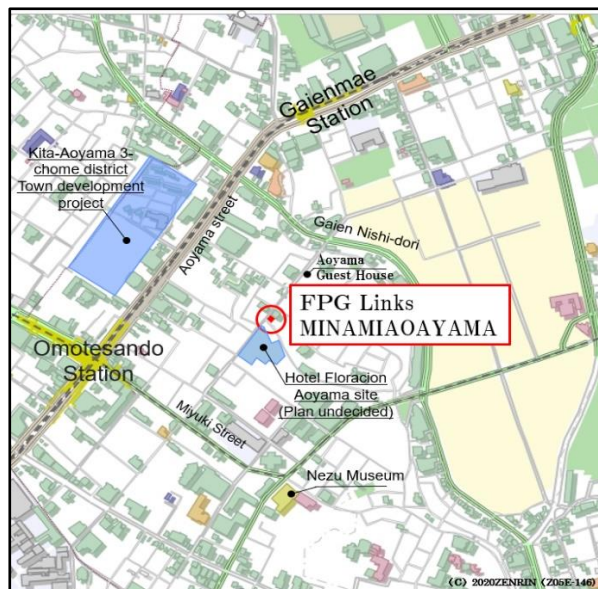 Gaienmae
Station
Kita-Aoyama 3-
chome district
Town development
project
Aoyama street
Gaien Nishi-dori
Aoyama
Guest House
FPG Links
MINAMIAOAYAMA
Omotesando
Station
Hotel Floracion
Aoyama site
(Plan undecided)
Miyuki Street
Nezu Museum
(C) 2020ZENRIN (Z05E-146)